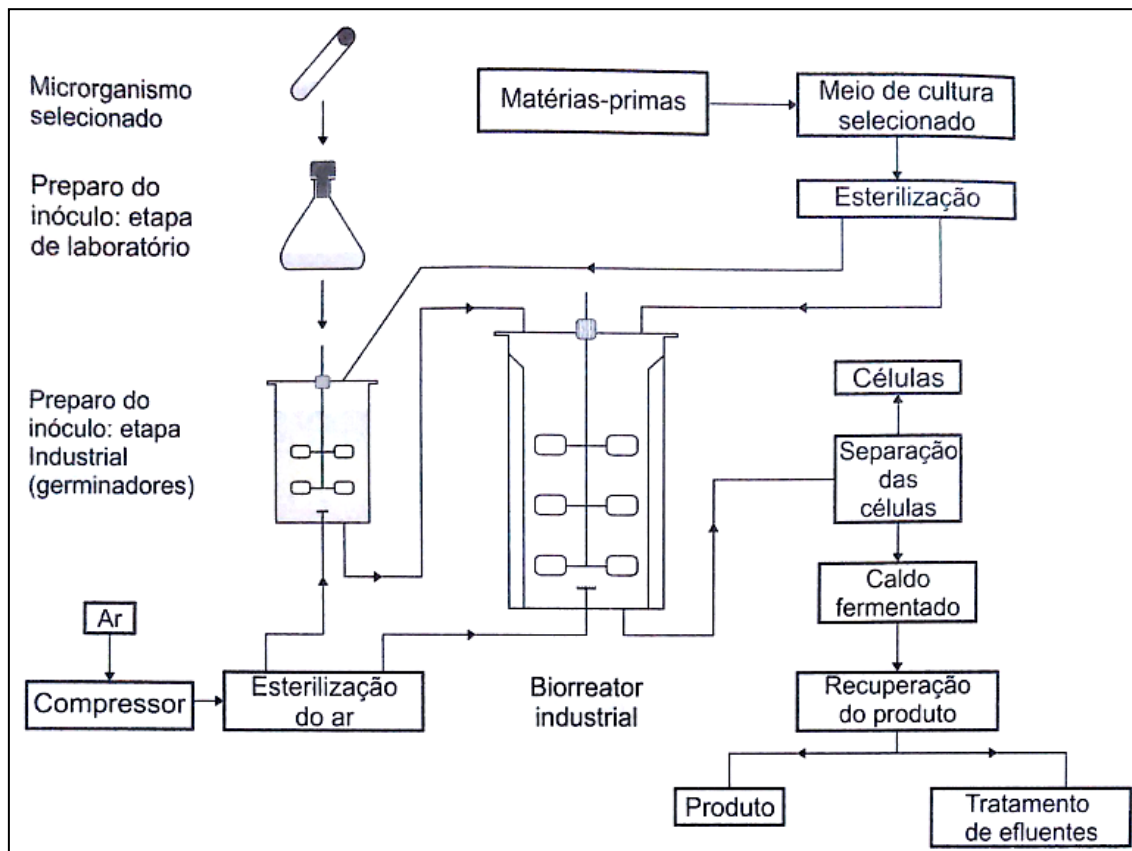 Microrganismo
selecionado
Matérias-primas
Meio de cultura
selecionado
Preparo do
inóculo: etapa
de laboratório
Esterilização
Preparo do
inóculo: etapa
Industrial
(germinadores)
Células
Separação
das
células
Caldo
fermentado
Ar
Compressor
Esterilização
do ar
Biorreator
industrial
Recuperação
do produto
Produto
Tratamento
de efluentes